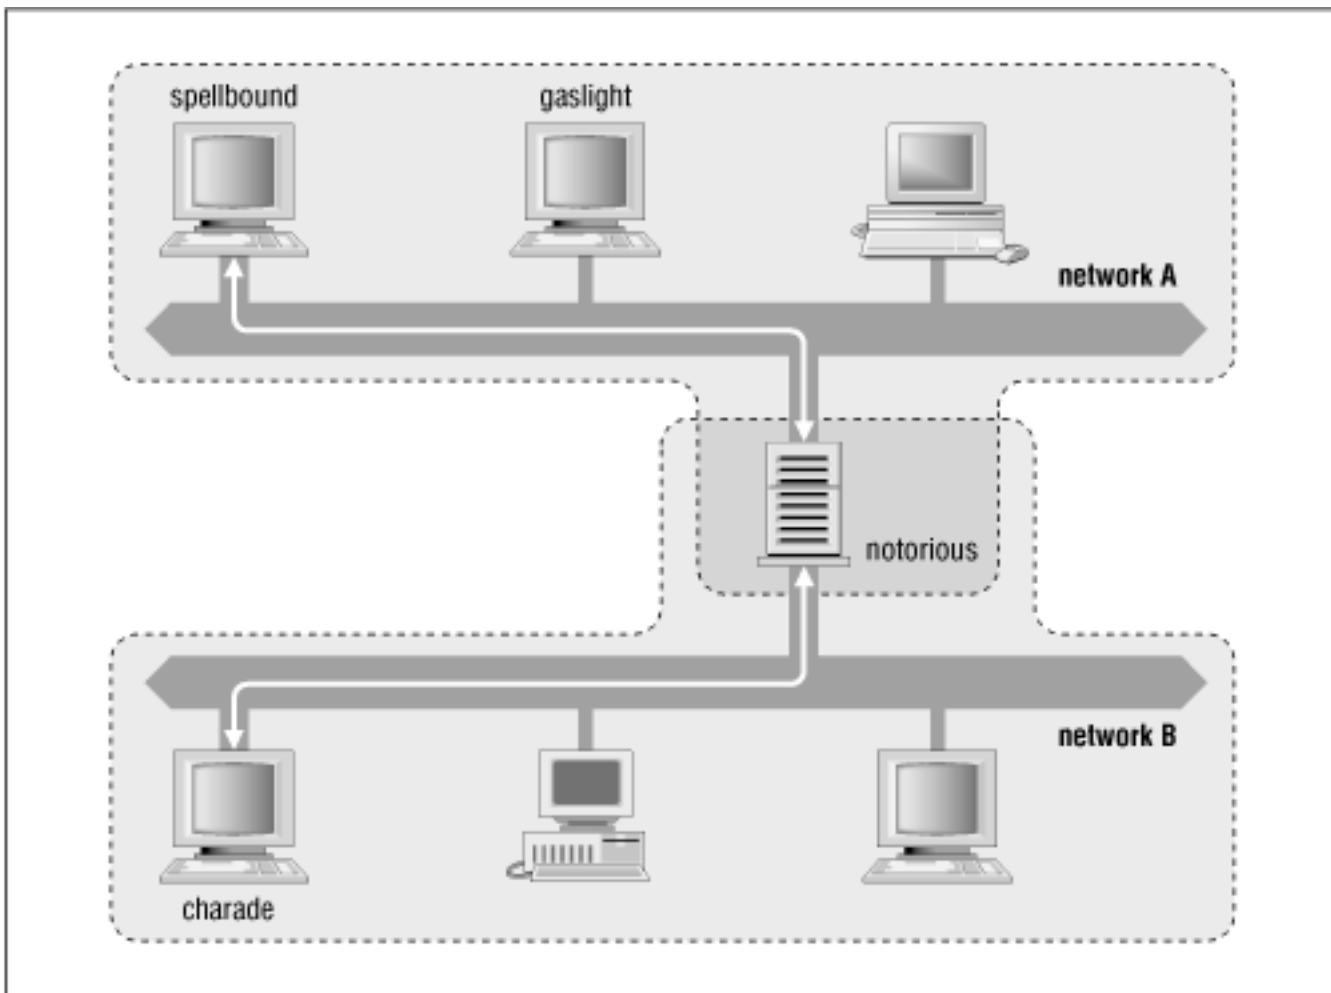 spellbound
gaslight
network A
notorious
network B
charade